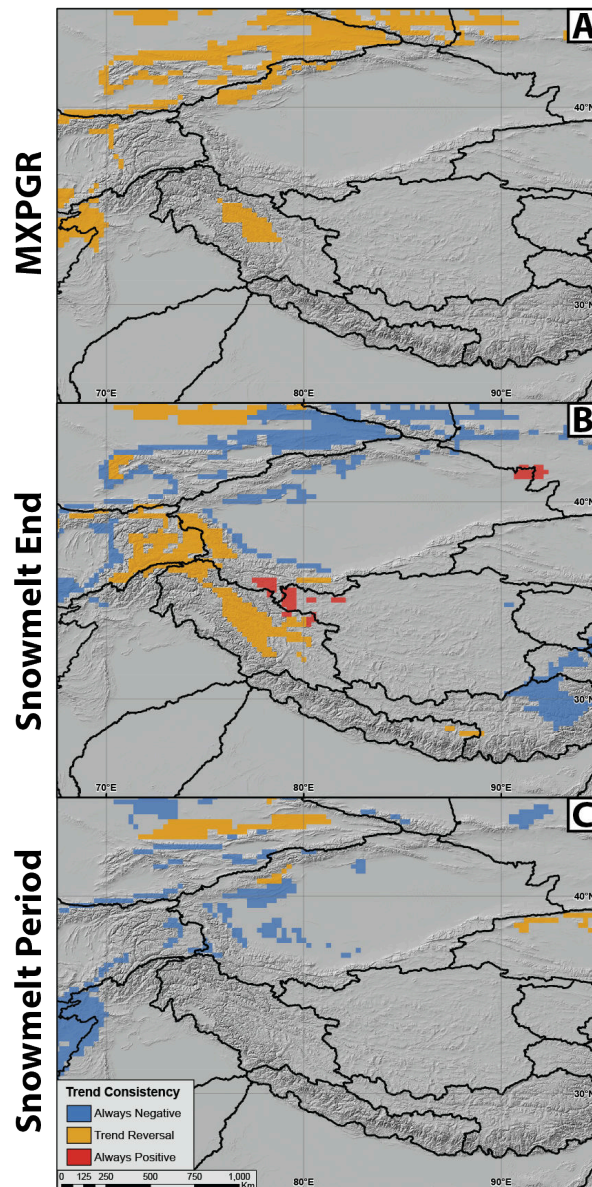 A
MXPGR
40°N
30°N
70°E
80°E
90°E
B
Snowmelt End
40°N
30°N
70°E
80°E
90°E
C
Snowmelt Period
40°N
30°N
Trend Consistency
Always Negative
Trend Reversal
Always Positive
0 125 250 500 750 1,000
Km
80°E
90°E